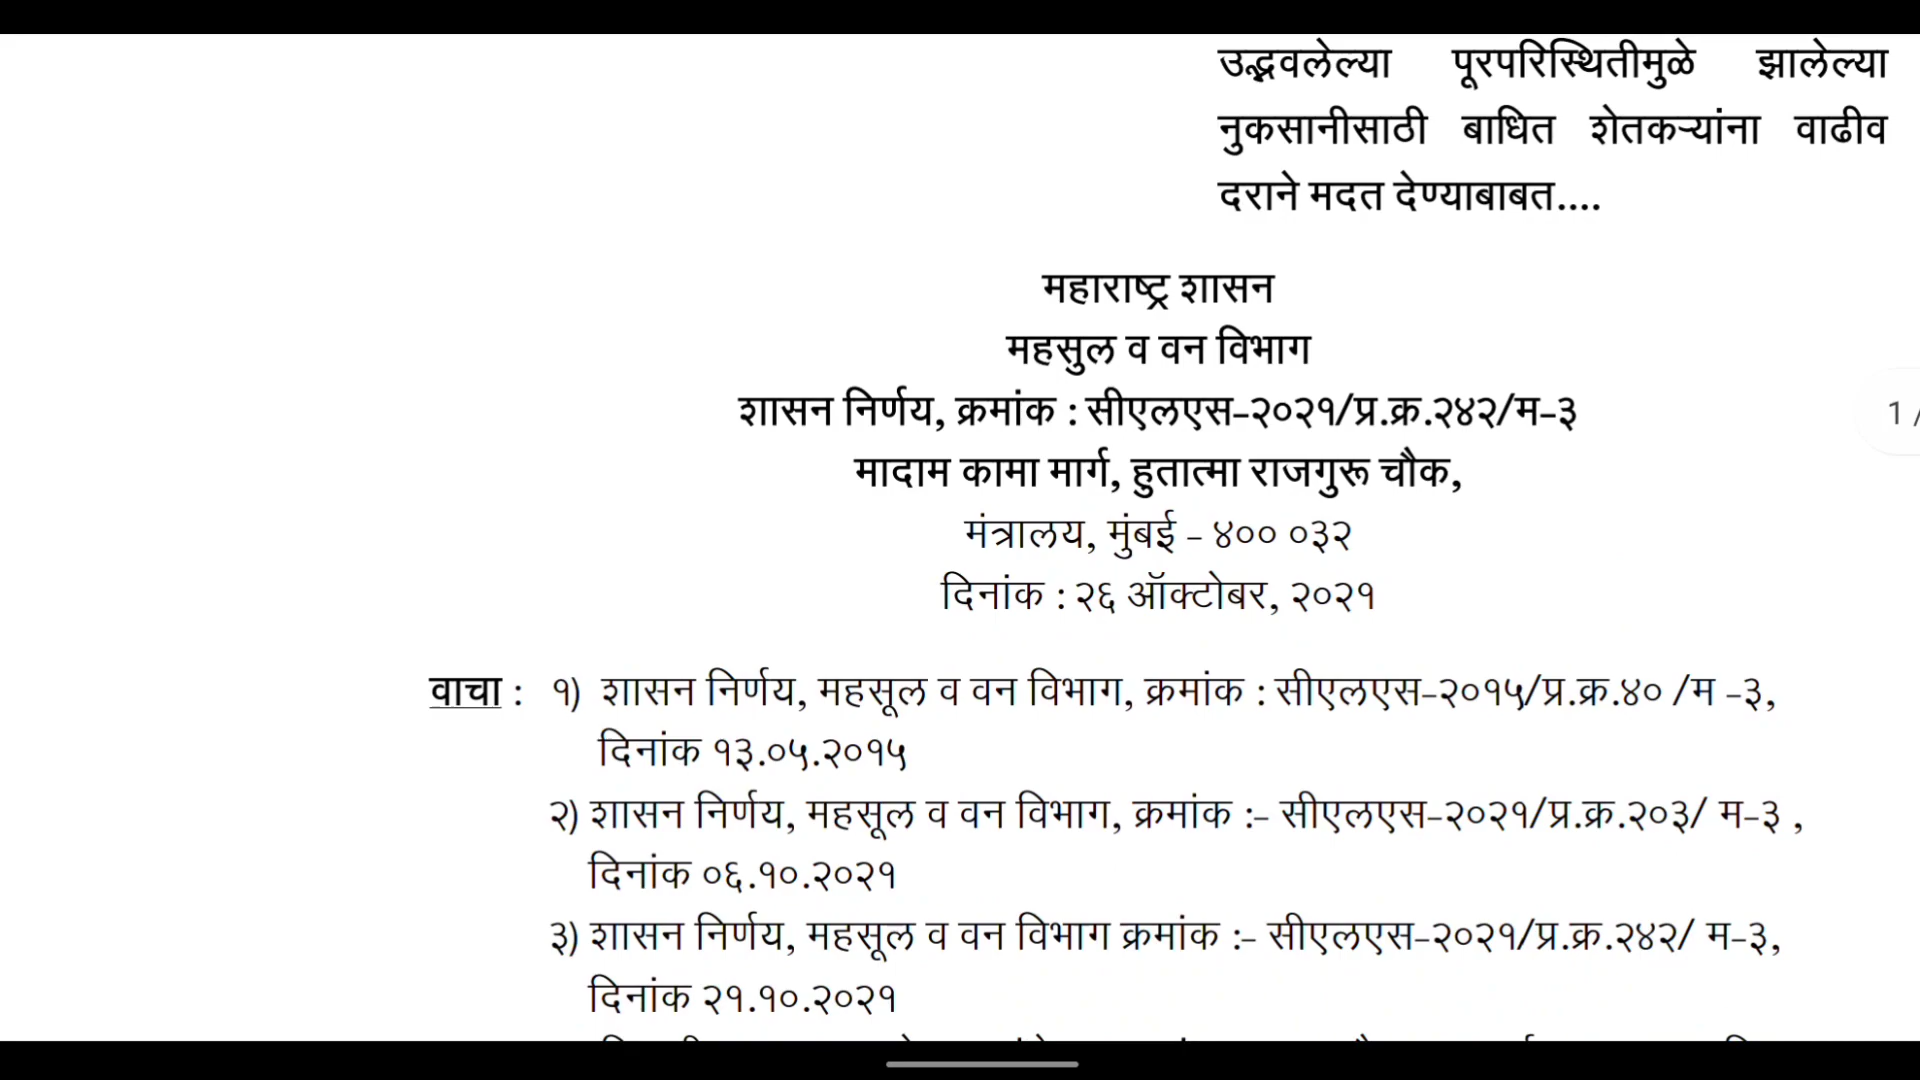 उद्भवलेल्या पूरपरिस्थितीमुळे झालेल्या
नुकसानीसाठी बाधित शेतकऱ्यांना वाढीव
दराने मदत देण्याबाबत....
महाराष्ट्र शासन
महसुल व वन विभाग
शासन निर्णय, क्रमांक : सीएलएस-२०२१/प्र.क्र.२४२/म-३
1 /
मादाम कामा मार्ग, हुतात्मा राजगुरू चौक,
मंत्रालय, मुंबई - ४०० ०३२
दिनांक : २६ ऑक्टोबर, २०२१
वाचा : १) शासन निर्णय, महसूल व वन विभाग, क्रमांक : सीएलएस-२०१५/प्र.क्र.४० /म -३,
दिनांक १३.०५.२०१५
२) शासन निर्णय, महसूल व वन विभाग, क्रमांक :- सीएलएस-२०२१/प्र.क्र.२०३/ म-३ ,
दिनांक ०६.१०.२०२१
३) शासन निर्णय, महसूल व वन विभाग क्रमांक :- सीएलएस-२०२१/प्र.क्र.२४२/ म-३,
दिनांक २१.१०.२०२१